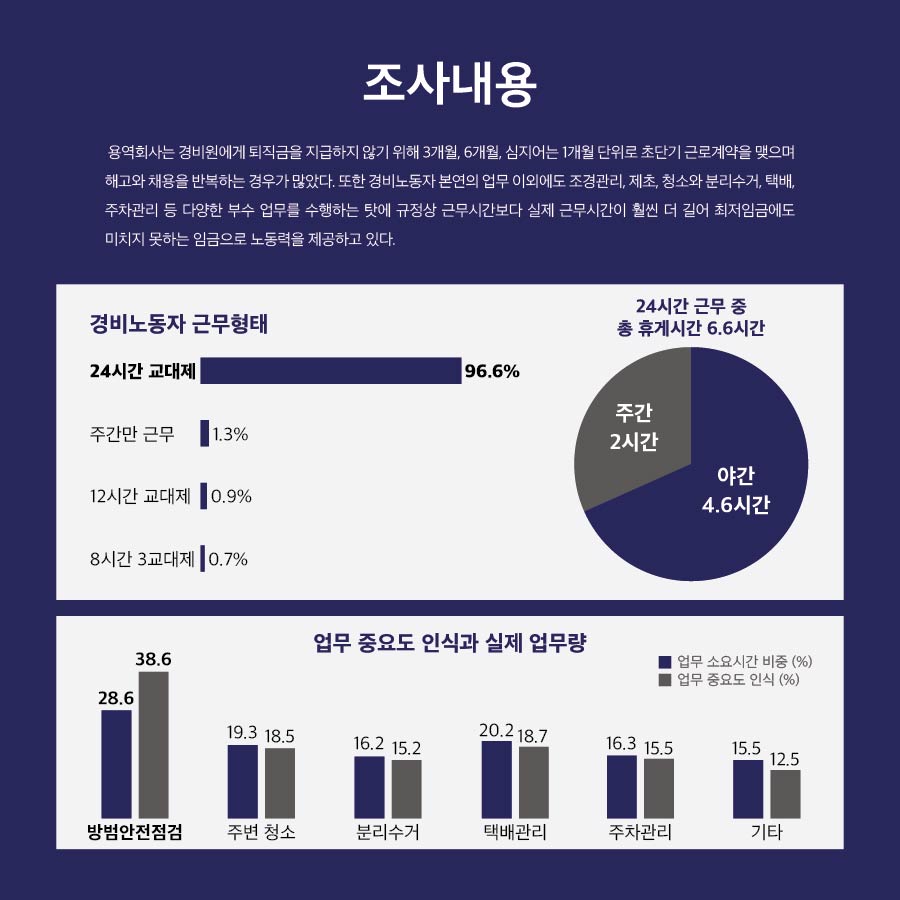 조사내용
용역회사는 경비원에게 퇴직금을 지급하지 않기 위해 3개월, 6개월, 심지어는 1개월 단위로 초단기 근로계약을 맺으며
해고와 채용을 반복하는 경우가 많았다. 또한 경비노동자 본연의 업무 이외에도 조경관리, 제초, 청소와 분리수거, 택배,
주차관리 등 다양한 부수 업무를 수행하는 탓에 규정상 근무시간보다 실제 근무시간이 훨씬 더 길어 최저임금에도
미치지 못하는 임금으로 노동력을 제공하고 있다.
경비노동자 근무형태
24시간 교대제 96.6%
주간만 근무 1.3%
12시간 교대제 0.9%
8시간 3교대제 0.7%
24시간 근무 중
총 휴게시간 6.6시간
주간
2시간
야간
4.6시간
업무 중요도 인식과 실제 업무량
업무 소요시간 비중 (%)
업무 중요도 인식 (%)
28.6 38.6
19.3 18.5
16.2 15.2
20.2 18.7
16.3 15.5
15.5 12.5
방범안전점검 주변 청소 분리수거 택배관리 주차관리 기타